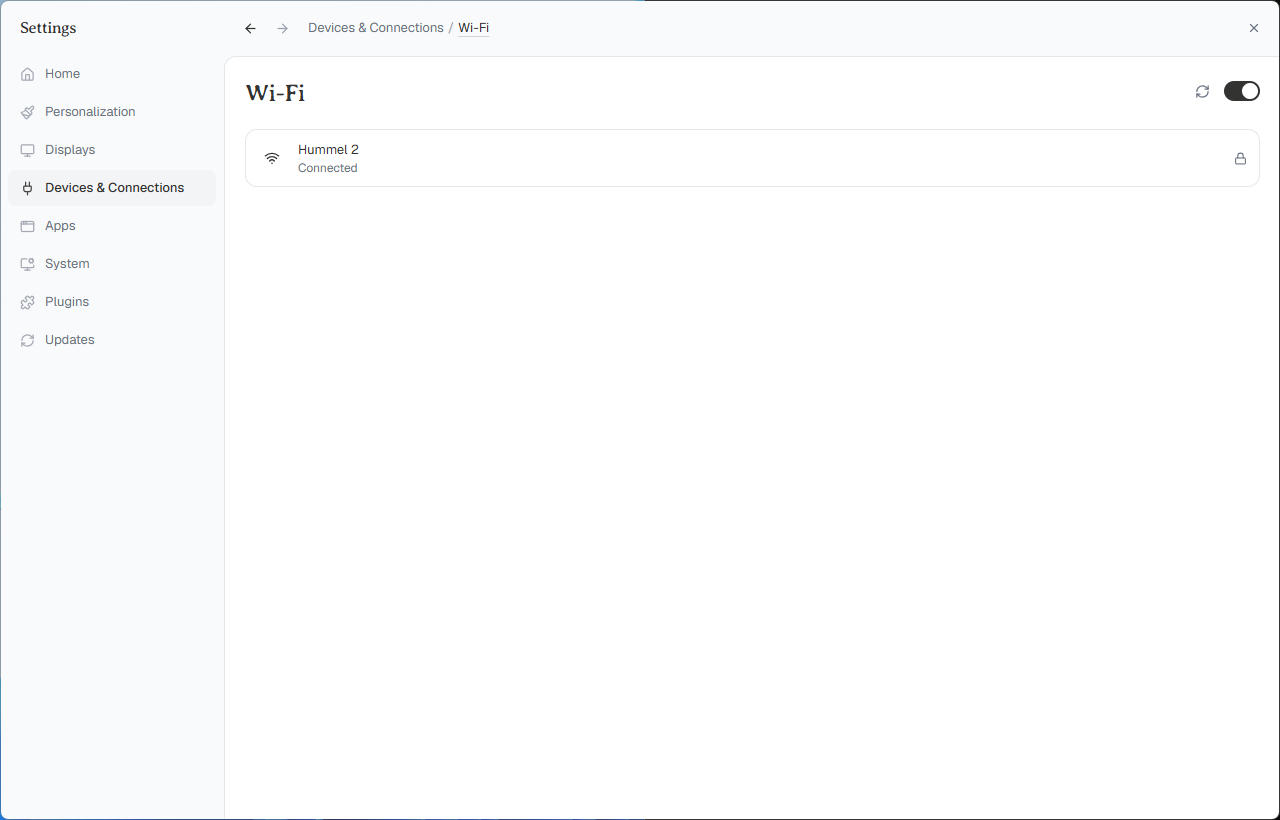 Settings
Devices & Connections / Wi-Fi
Home
Personalization
Displays
Devices & Connections
Apps
System
Plugins
Updates
Wi-Fi
Hummel 2
Connected